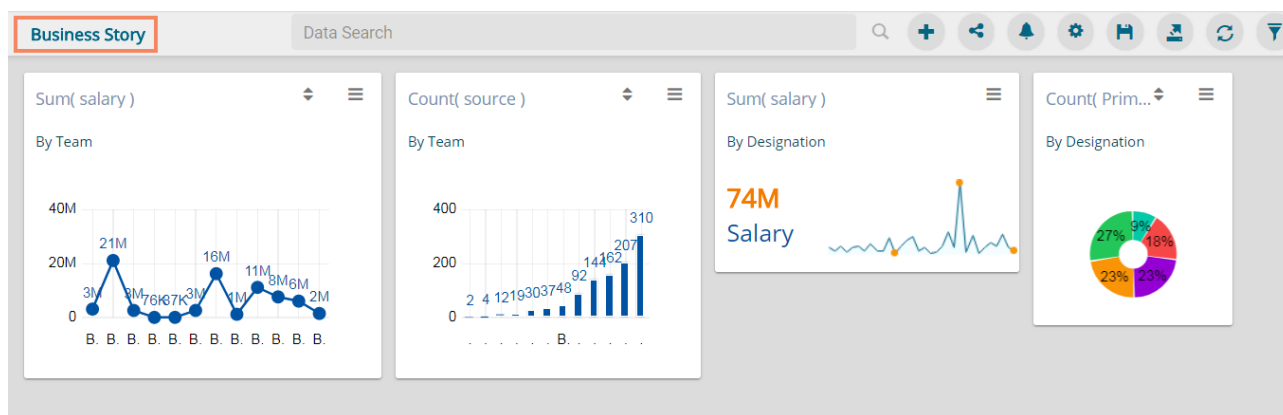 Business Story
Data Search
Sum( salary )
By Team
40M
20M
0
3M 21M 3M 76K 37K 3M 16M 1M 11M 8M 6M 2M
B. B. B. B. B. B. B. B. B. B. B. B.
Count( source )
By Team
400
200
0
2 4 12 19 30 37 48 92 144 162 207 310
. . . . . . B. . . . . .
Sum( salary )
By Designation
74M
Salary
Count( Prim...
By Designation
9%
18%
23%
23%
27%